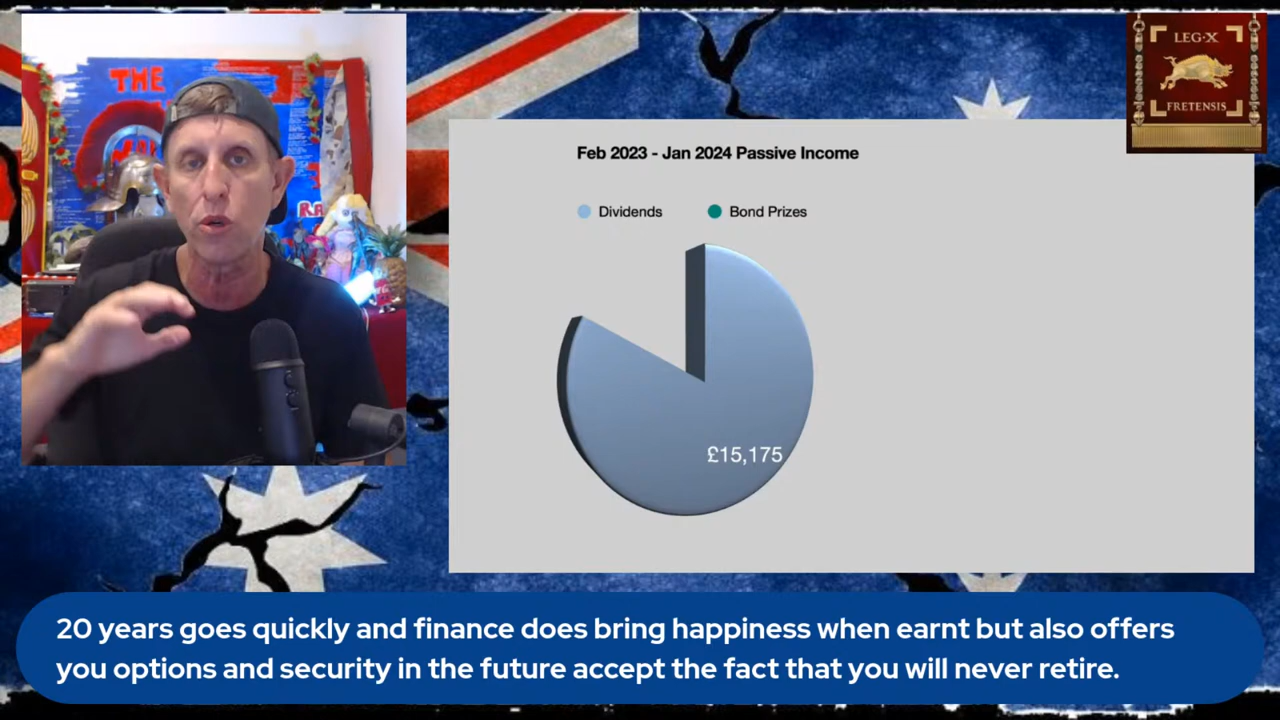 THE
RA
LEG·X
FRETENSIS
Feb 2023 - Jan 2024 Passive Income
Dividends Bond Prizes
£15,175
20 years goes quickly and finance does bring happiness when earnt but also offers
you options and security in the future accept the fact that you will never retire.